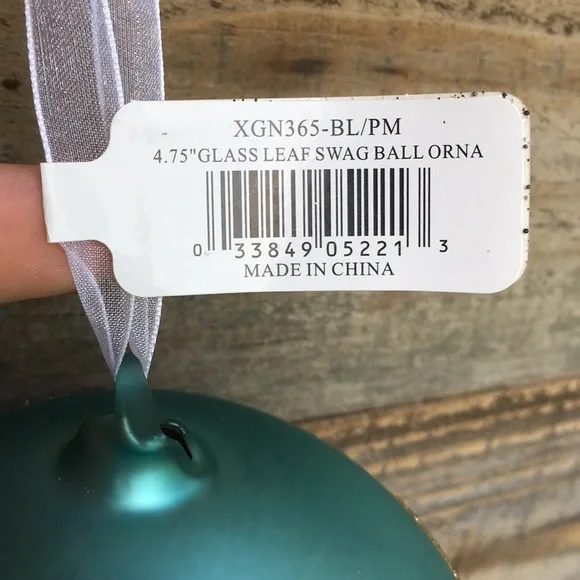 XGN365-BL/PM
4.75"GLASS LEAF SWAG BALL ORNA
0 33849 05221 3
MADE IN CHINA